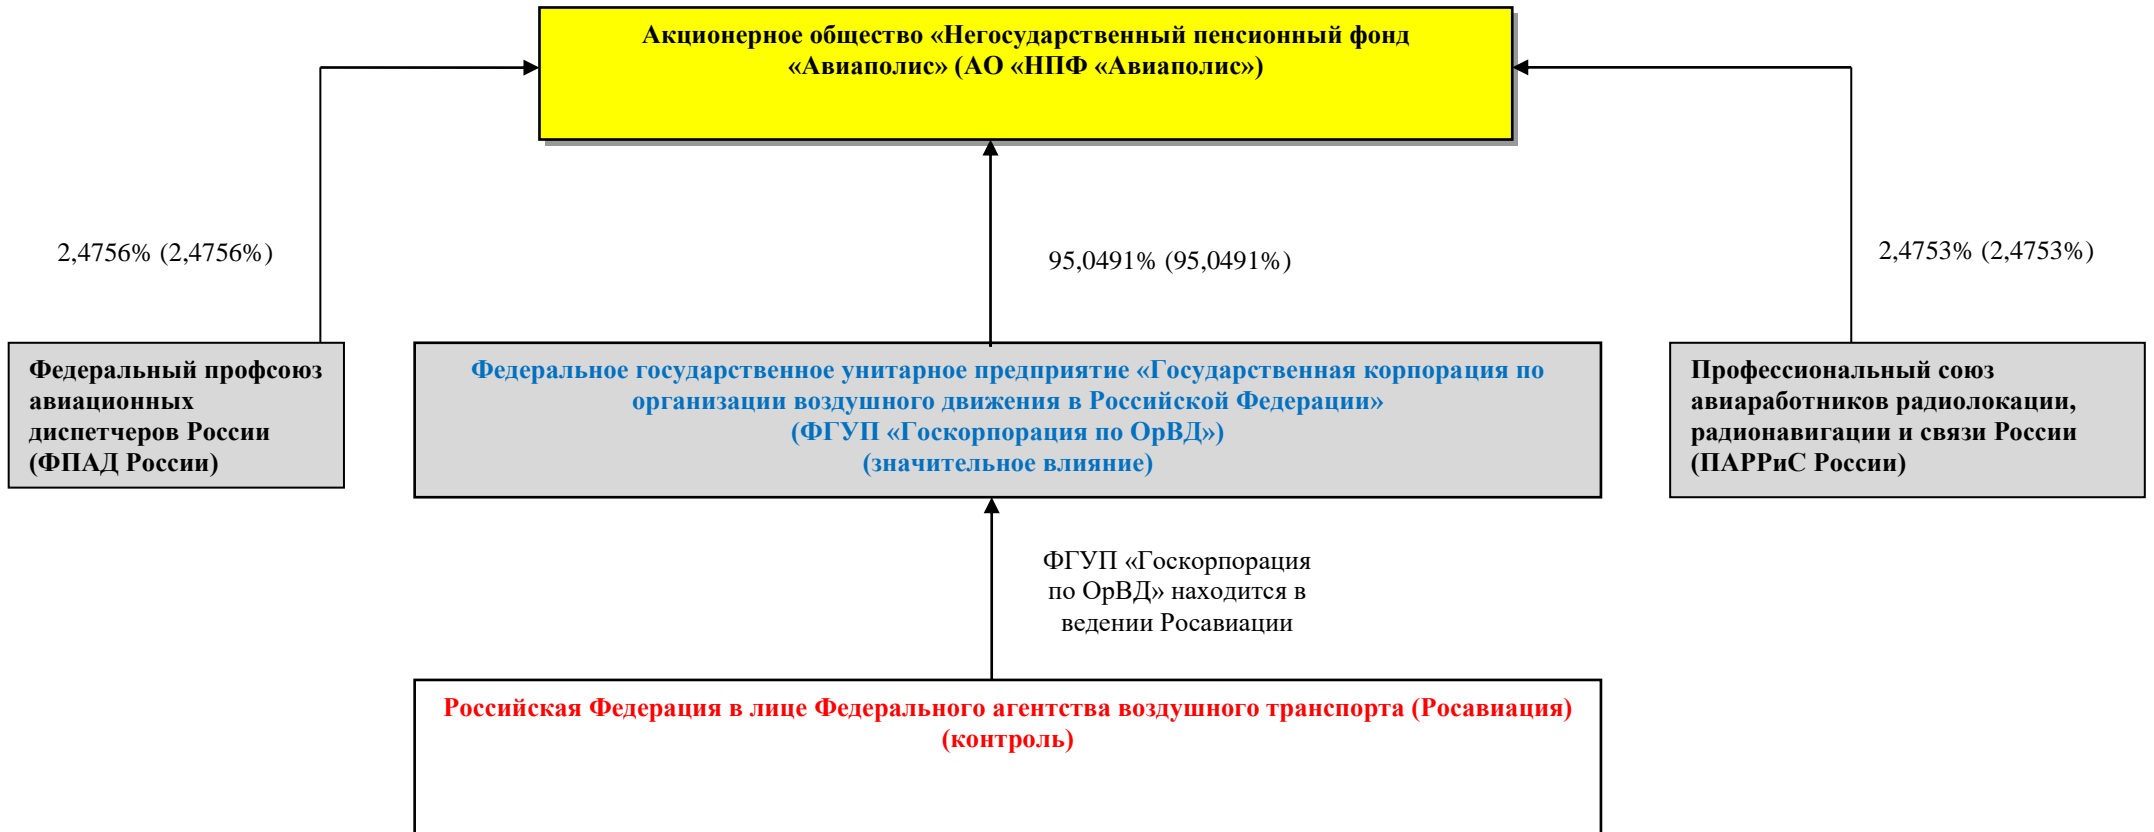 Акционерное общество «Негосударственный пенсионный фонд
«Авиаполис» (АО «НПФ «Авиаполис»)
2,4756% (2,4756%)
95,0491% (95,0491%)
2,4753% (2,4753%)
Федеральный профсоюз
авиационных
диспетчеров России
(ФПАД России)
Федеральное государственное унитарное предприятие «Государственная корпорация по
организации воздушного движения в Российской Федерации»
(ФГУП «Госкорпорация по ОрВД»)
(значительное влияние)
Профессиональный союз
авиаработников радиолокации,
радионавигации и связи России
(ПАРРиС России)
ФГУП «Госкорпорация
по ОрВД» находится в
ведении Росавиации
Российская Федерация в лице Федерального агентства воздушного транспорта (Росавиация)
(контроль)